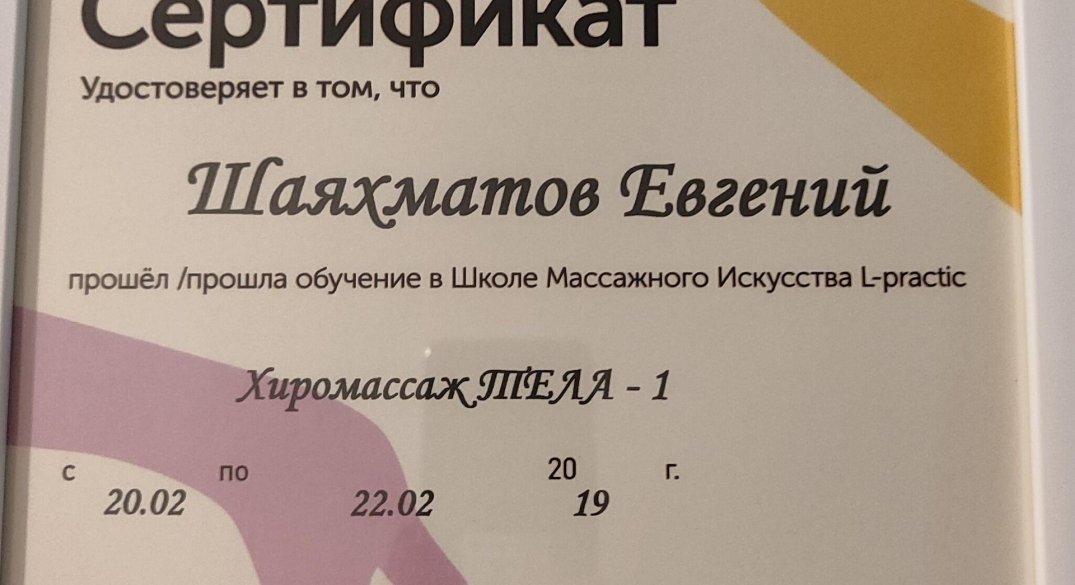 Сертификат
Удостоверяет в том, что
Шаяхматов Евгений
прошёл /прошла обучение в Школе Массажного Искусства L-practic
Хиромассаж ТЕЛА - 1
с по 20 г.
20.02 22.02 19